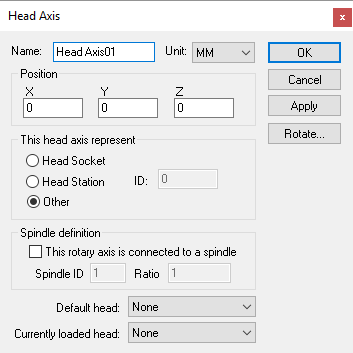 Head Axis
x
Name: Head Axis01 Unit: MM OK
Cancel
Apply
Rotate...
Position
X Y Z
0 0 0
This head axis represent
Head Socket
Head Station ID: 0
Other
Spindle definition
This rotary axis is connected to a spindle
Spindle ID 1 Ratio 1
Default head: None
Currently loaded head: None